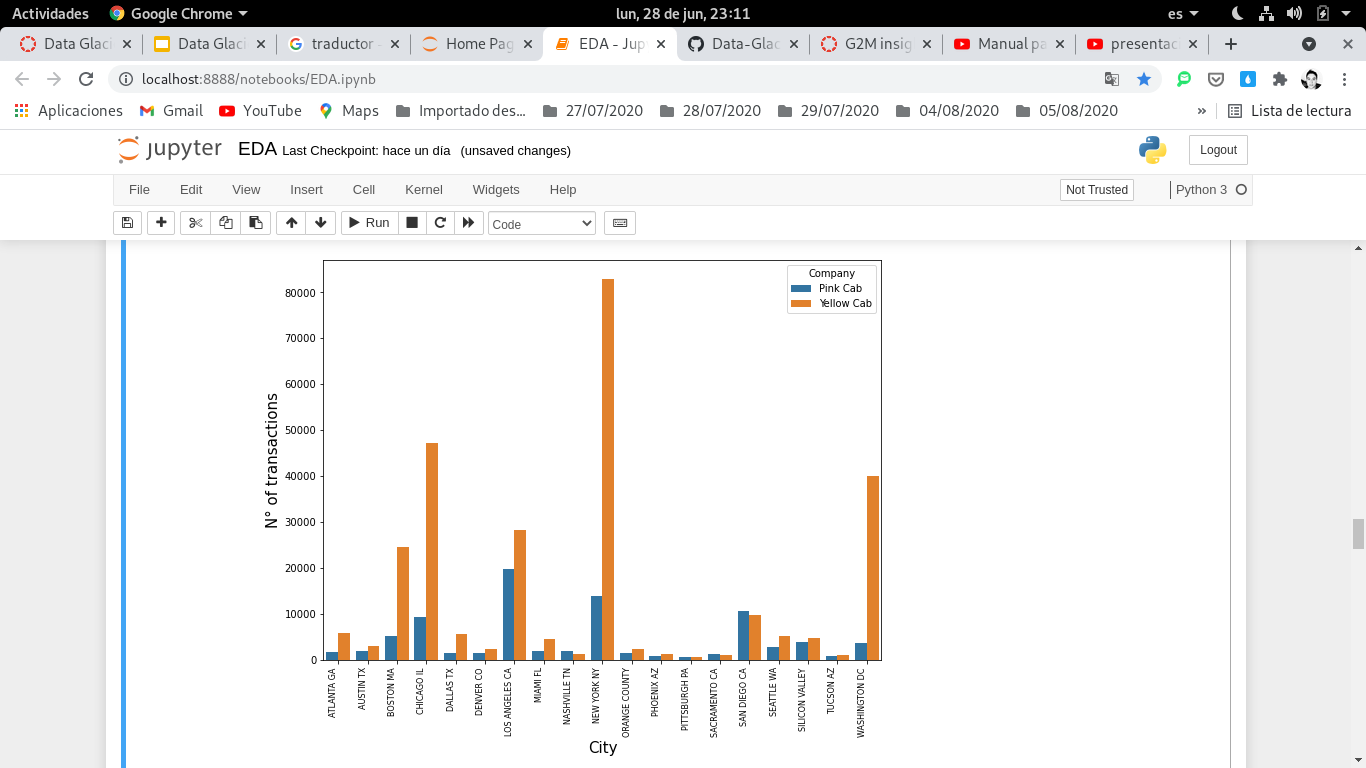 Actividades Google Chrome lun, 28 de jun, 23:11 es
Data Glaci Data Glaci traductor - Home Pag EDA - Jup Data-Glac G2M insig Manual pa presentaci
localhost:8888/notebooks/EDA.ipynb
Aplicaciones Gmail YouTube Maps Importado des... 27/07/2020 28/07/2020 29/07/2020 04/08/2020 05/08/2020 » Lista de lectura
jupyter EDA Last Checkpoint: hace un día (unsaved changes) Logout
File Edit View Insert Cell Kernel Widgets Help Not Trusted Python 3
Run Code
Company
Pink Cab
Yellow Cab
80000
70000
60000
50000
40000
30000
20000
10000
0
N° of transactions
ATLANTA GA
AUSTIN TX
BOSTON MA
CHICAGO IL
DALLAS TX
DENVER CO
LOS ANGELES CA
MIAMI FL
NASHVILLE TN
NEW YORK NY
ORANGE COUNTY
PHOENIX AZ
PITTSBURGH PA
SACRAMENTO CA
SAN DIEGO CA
SEATTLE WA
SILICON VALLEY
TUCSON AZ
WASHINGTON DC
City